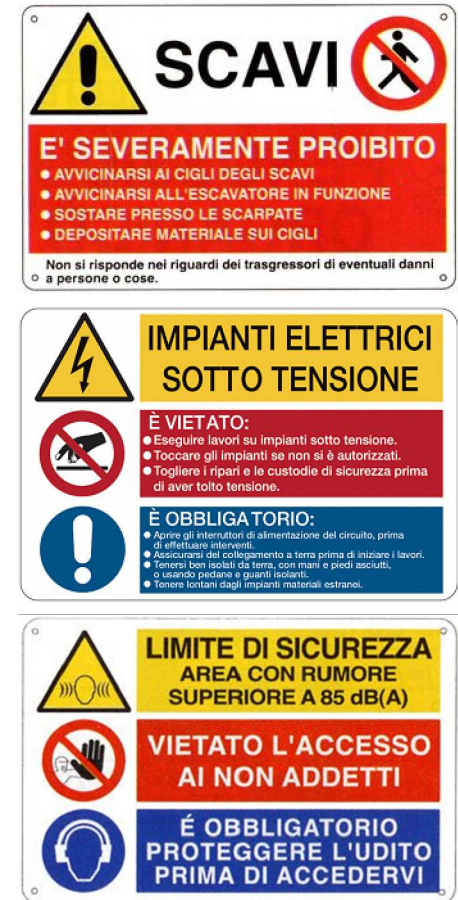 SCAVI
E' SEVERAMENTE PROIBITO
● AVVICINARSI AI CIGLI DEGLI SCAVI
● AVVICINARSI ALL'ESCAVATORE IN FUNZIONE
● SOSTARE PRESSO LE SCARPATE
● DEPOSITARE MATERIALE SUI CIGLI
Non si risponde nei riguardi dei trasgressori di eventuali danni
a persone o cose.
IMPIANTI ELETTRICI
SOTTO TENSIONE
È VIETATO:
● Eseguire lavori su impianti sotto tensione.
● Toccare gli impianti se non si è autorizzati.
● Togliere i ripari e le custodie di sicurezza prima
di aver tolto tensione.
È OBBLIGATORIO:
● Aprire gli interruttori di alimentazione del circuito, prima
di effettuare interventi.
● Assicurarsi del collegamento a terra prima di iniziare i lavori.
● Tenersi ben isolati da terra, con mani e piedi asciutti,
o usando pedane e guanti isolanti.
● Tenere lontani dagli impianti materiali estranei.
LIMITE DI SICUREZZA
AREA CON RUMORE
SUPERIORE A 85 dB(A)
VIETATO L'ACCESSO
AI NON ADDETTI
É OBBLIGATORIO
PROTEGGERE L'UDITO
PRIMA DI ACCEDERVI